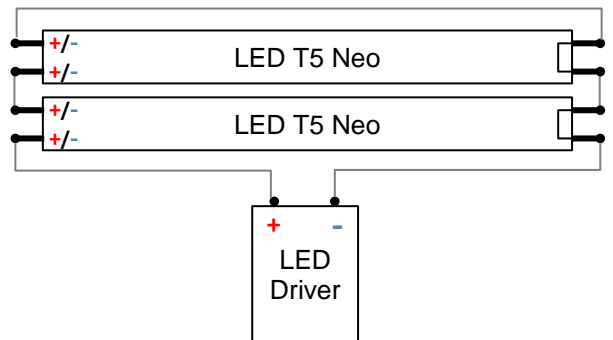 +/-
+/-
LED T5 Neo
+/-
+/-
LED T5 Neo
+ -
LED
Driver